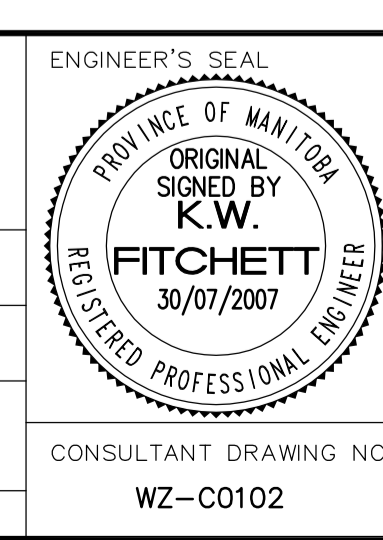 ENGINEER'S SEAL
PROVINCE OF MANITOBA
ORIGINAL
SIGNED BY
K.W.
FITCHETT
30/07/2007
REGISTERED PROFESSIONAL ENGINEER
CONSULTANT DRAWING NO
WZ-C0102